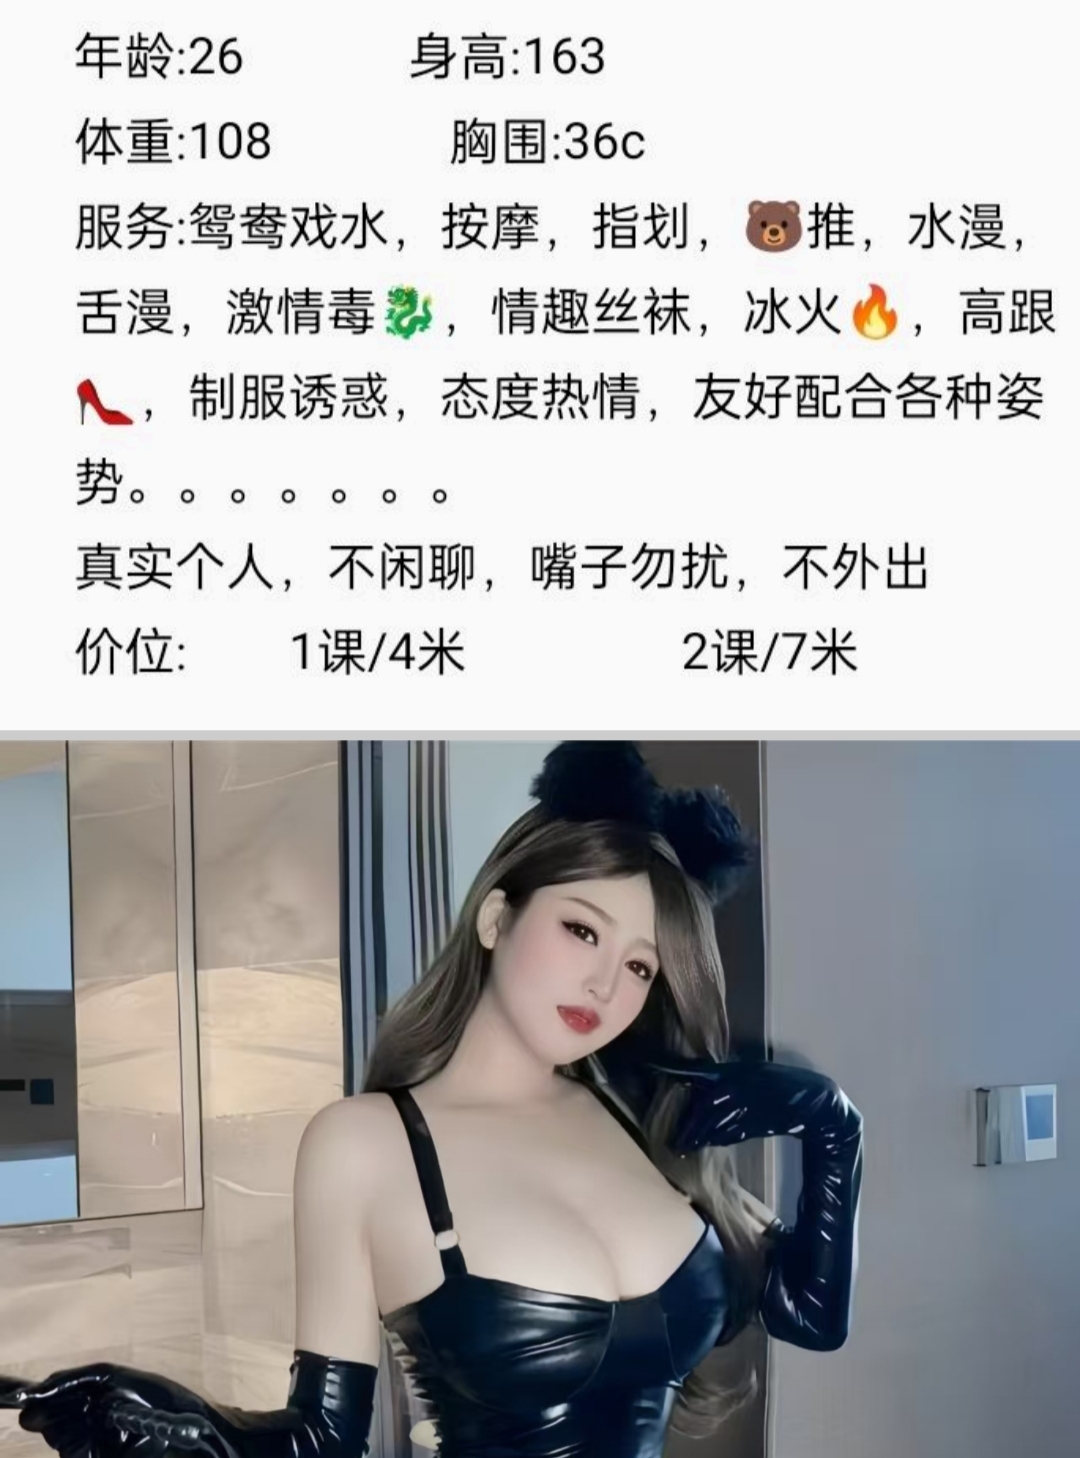 年龄:26 身高:163
体重:108 胸围:36c
服务:鸳鸯戏水，按摩，指划，🐻推，水漫，
舌漫，激情毒🐉，情趣丝袜，冰火🔥，高跟
👠，制服诱惑，态度热情，友好配合各种姿
势。。。。。。。
真实个人，不闲聊，嘴子勿扰，不外出
价位: 1课/4米 2课/7米